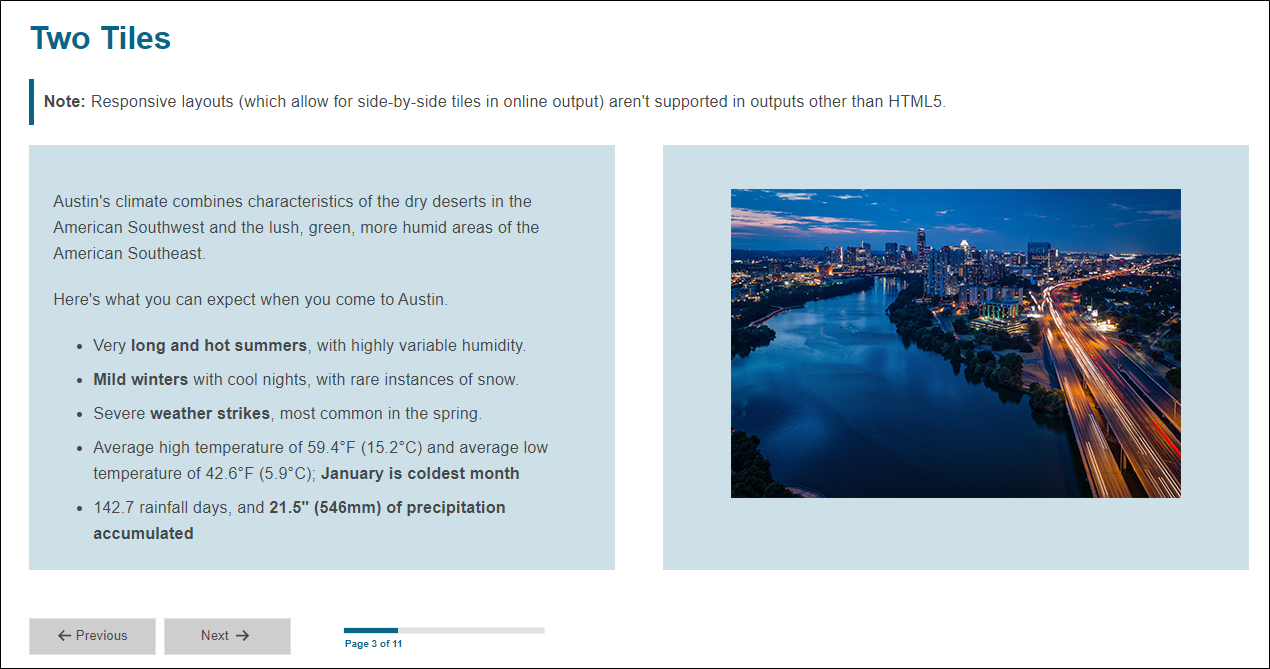 Two Tiles
Note: Responsive layouts (which allow for side-by-side tiles in online output) aren't supported in outputs other than HTML5.
Austin's climate combines characteristics of the dry deserts in the
American Southwest and the lush, green, more humid areas of the
American Southeast.
Here's what you can expect when you come to Austin.
• Very long and hot summers, with highly variable humidity.
• Mild winters with cool nights, with rare instances of snow.
• Severe weather strikes, most common in the spring.
• Average high temperature of 59.4°F (15.2°C) and average low
temperature of 42.6°F (5.9°C); January is coldest month
• 142.7 rainfall days, and 21.5" (546mm) of precipitation
accumulated
← Previous
Next →
Page 3 of 11